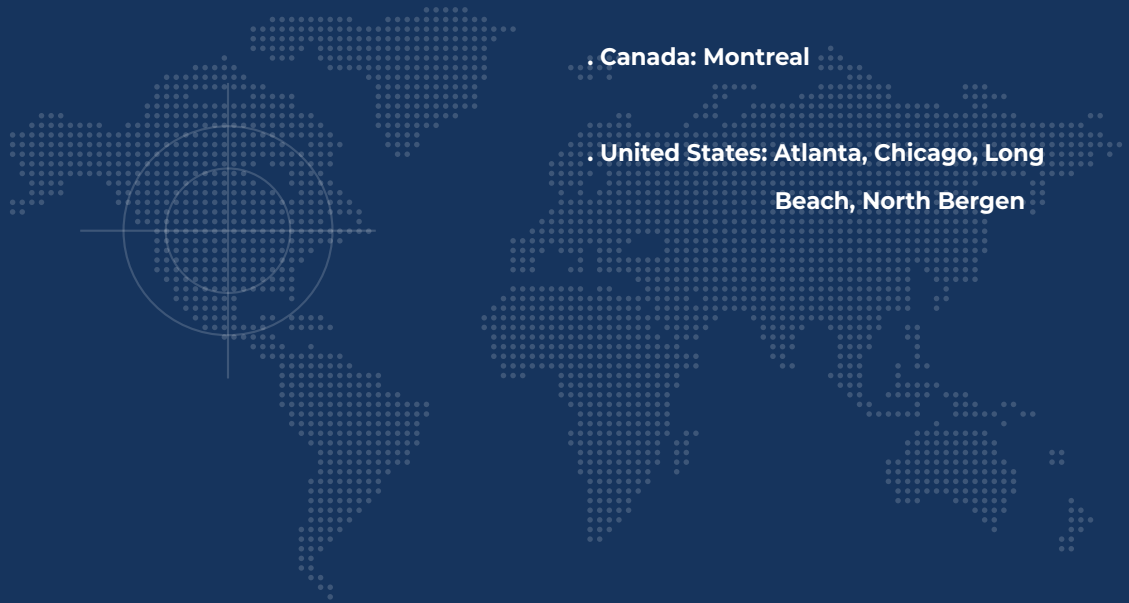 . Canada: Montreal
. United States: Atlanta, Chicago, Long
Beach, North Bergen